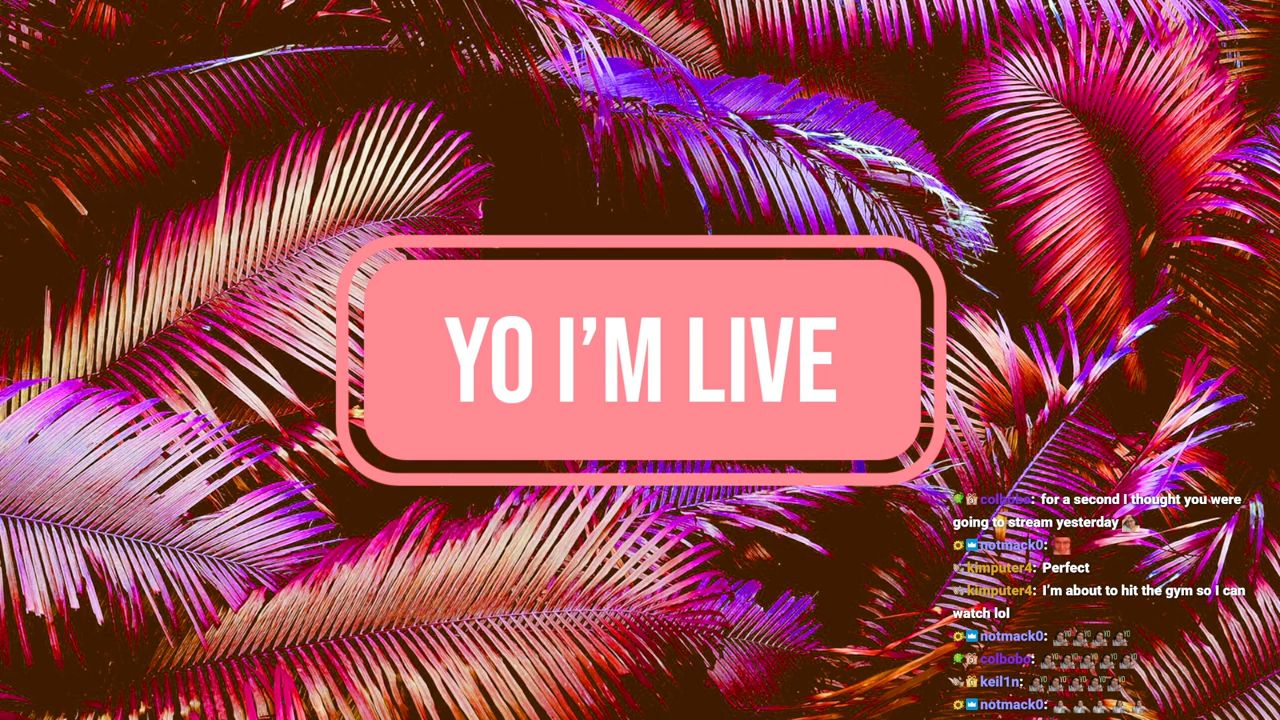 YO I’M LIVE
colbobo: for a second I thought you were
going to stream yesterday
notmack0:
kimputer4: Perfect
kimputer4: I’m about to hit the gym so I can
watch lol
notmack0:
colbobo:
keil1n:
notmack0: